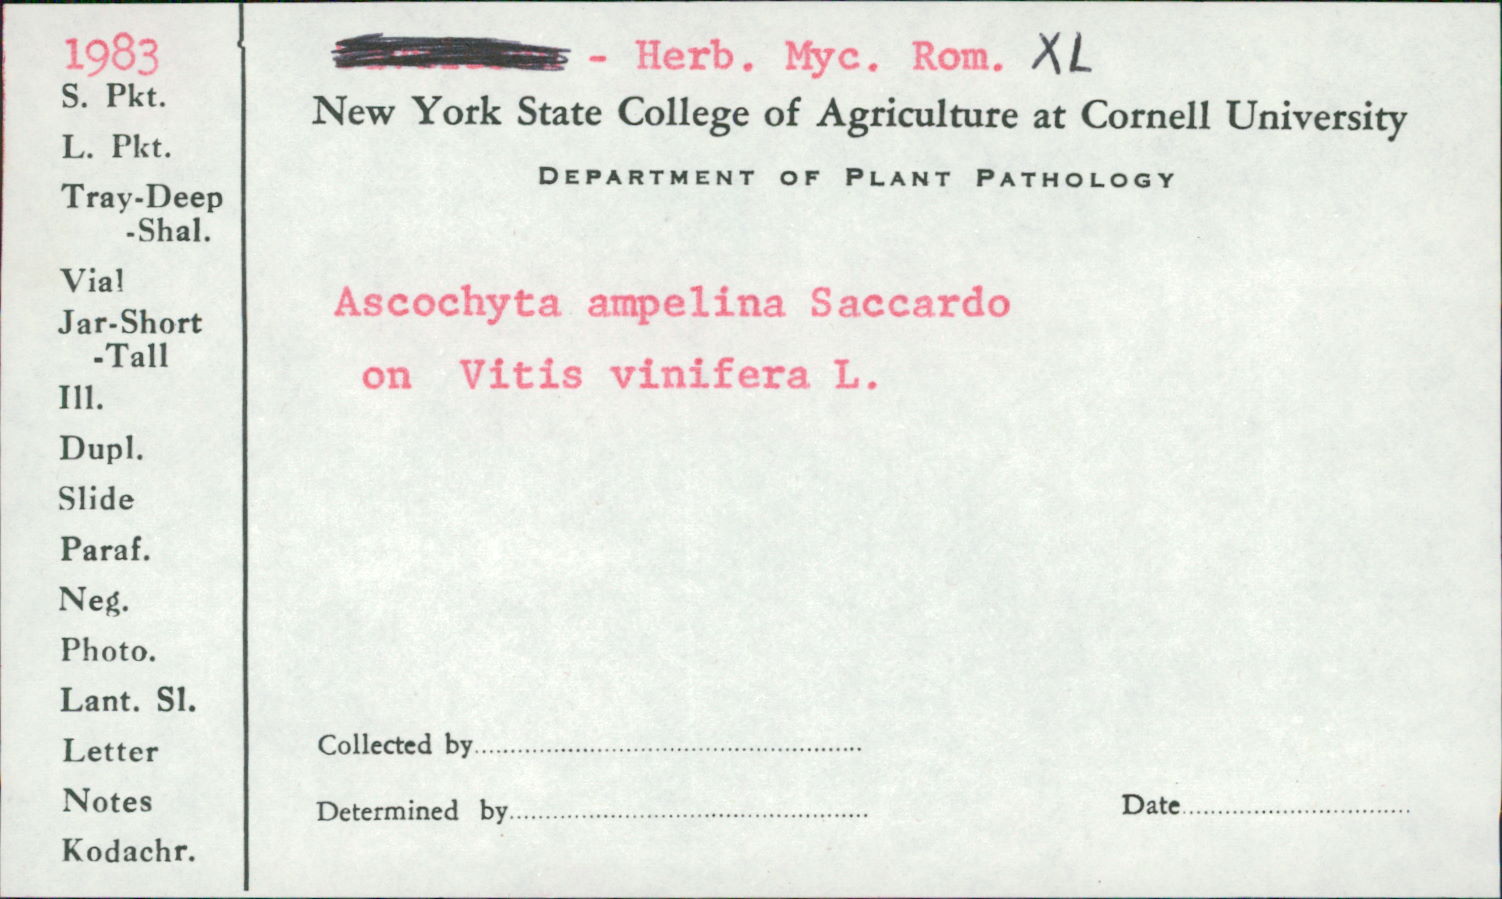 1983
S. Pkt.
L. Pkt.
Tray-Deep
-Shal.
Vial
Jar-Short
-Tall
Ill.
Dupl.
Slide
Paraf.
Neg.
Photo.
Lant. Sl.
Letter
Notes
Kodachr.
- Herb. Myc. Rom. XL
New York State College of Agriculture at Cornell University
DEPARTMENT OF PLANT PATHOLOGY
Ascochyta ampelina Saccardo
on Vitis vinifera L.
Collected by
Determined by
Date